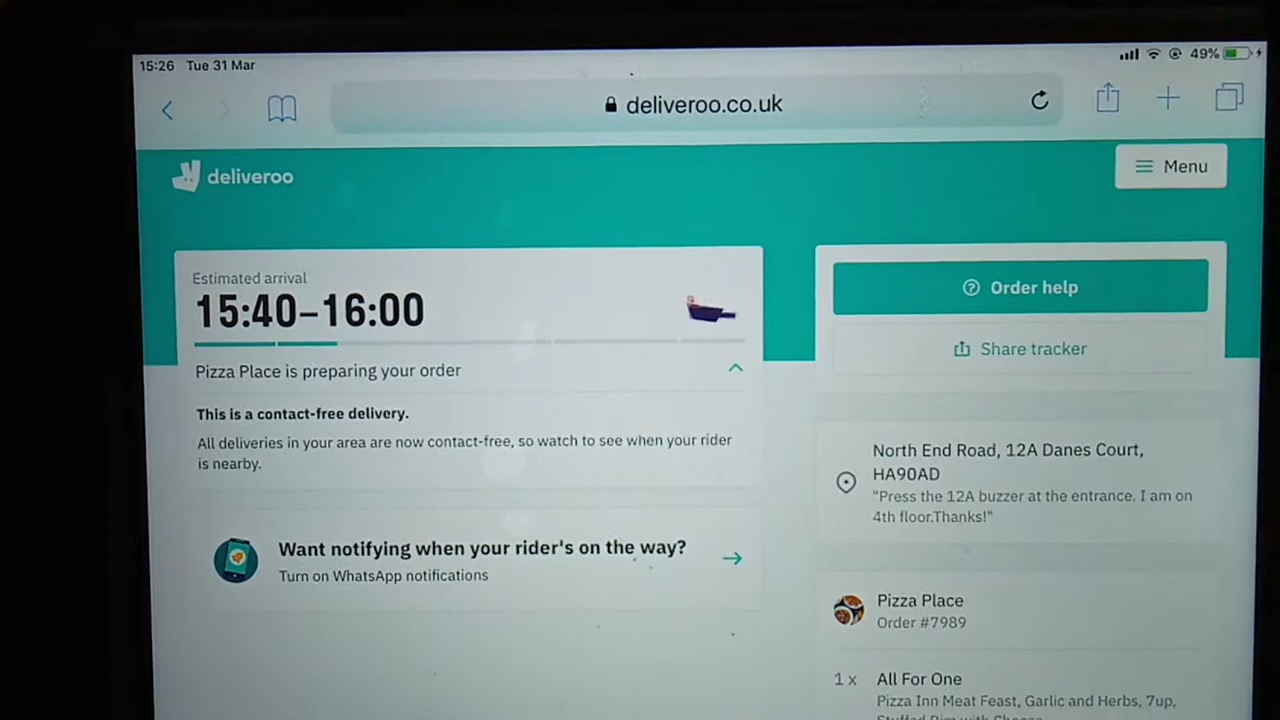 15:26 Tue 31 Mar
49%
deliveroo.co.uk
deliveroo
Menu
Estimated arrival
15:40–16:00
Pizza Place is preparing your order
This is a contact-free delivery.
All deliveries in your area are now contact-free, so watch to see when your rider
is nearby.
Want notifying when your rider's on the way?
Turn on WhatsApp notifications
Order help
Share tracker
North End Road, 12A Danes Court,
HA90AD
"Press the 12A buzzer at the entrance. I am on
4th floor.Thanks!"
Pizza Place
Order #7989
1 x All For One
Pizza Inn Meat Feast, Garlic and Herbs, 7up,
Stuffed Rim with Cheese